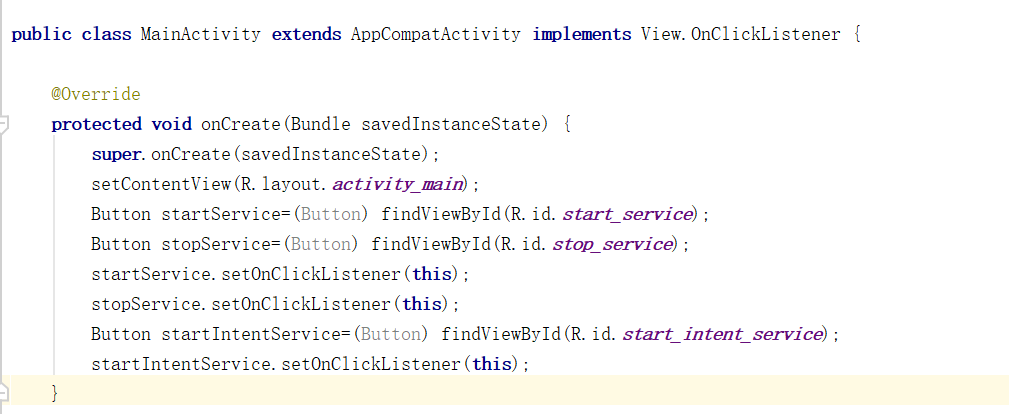 public class MainActivity extends AppCompatActivity implements View.OnClickListener {
@Override
protected void onCreate(Bundle savedInstanceState) {
super.onCreate(savedInstanceState);
setContentView(R.layout.activity_main);
Button startService=(Button) findViewById(R.id.start_service);
Button stopService=(Button) findViewById(R.id.stop_service);
startService.setOnClickListener(this);
stopService.setOnClickListener(this);
Button startIntentService=(Button) findViewById(R.id.start_intent_service);
startIntentService.setOnClickListener(this);
}